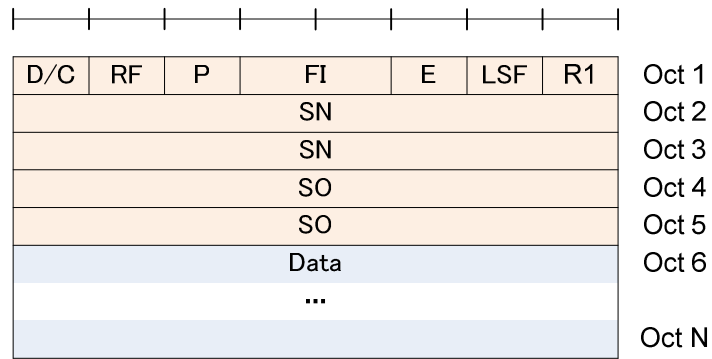 D/C RF P FI E LSF R1 Oct 1
SN Oct 2
SN Oct 3
SO Oct 4
SO Oct 5
Data Oct 6
...
Oct N